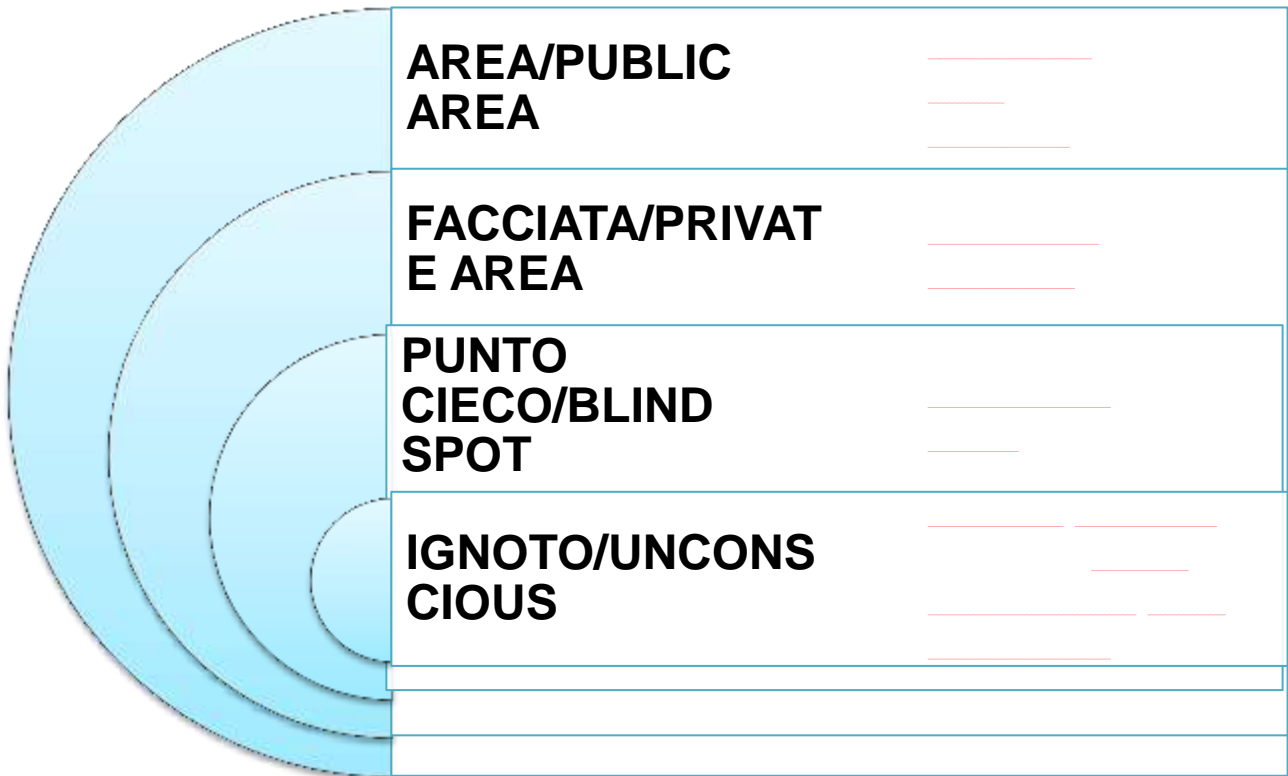 AREA/PUBLIC
AREA
FACCIATA/PRIVAT
E AREA
PUNTO
CIECO/BLIND
SPOT
IGNOTO/UNCONS
CIOUS